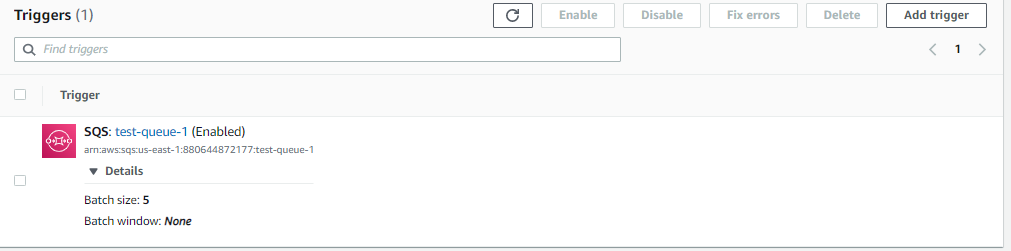 Triggers (1)
Enable
Disable
Fix errors
Delete
Add trigger
Find triggers
1
Trigger
SQS: test-queue-1 (Enabled)
arn:aws:sqs:us-east-1:880644872177:test-queue-1
Details
Batch size: 5
Batch window: None